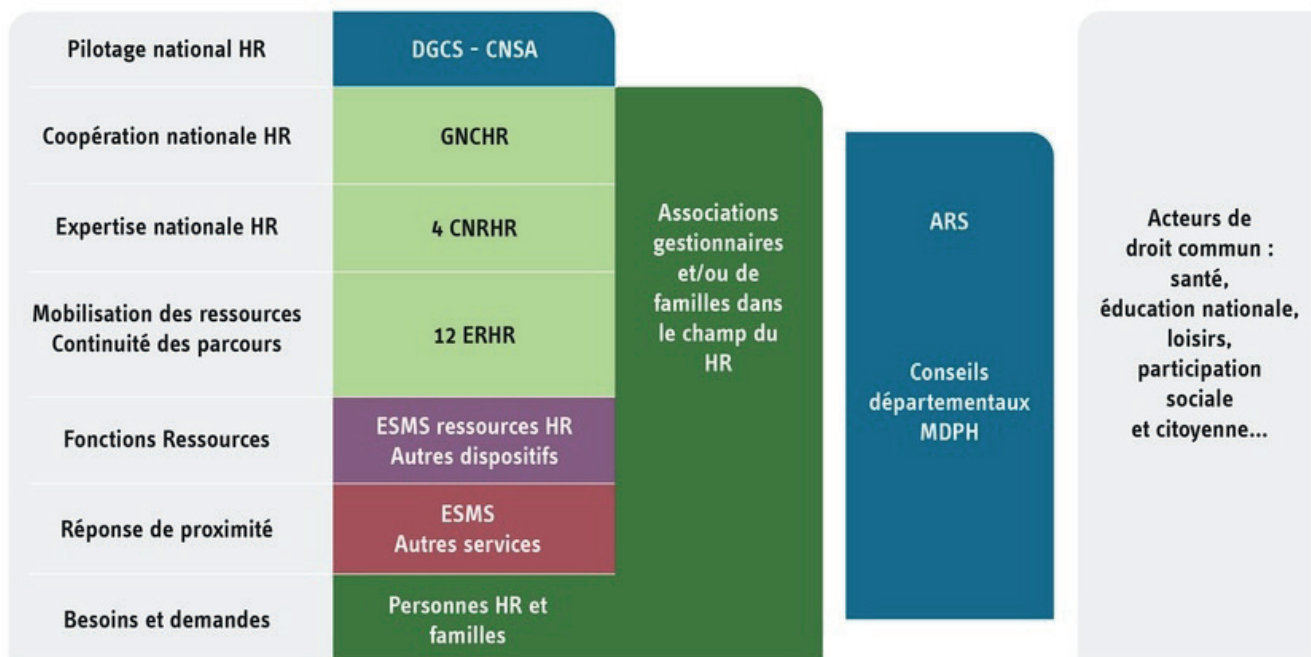 Pilotage national HR
DGCS - CNSA
Coopération nationale HR
GNCHR
Expertise nationale HR
4 CNRHR
Mobilisation des ressources
Continuité des parcours
12 ERHR
Fonctions Ressources
ESMS ressources HR
Autres dispositifs
Réponse de proximité
ESMS
Autres services
Besoins et demandes
Personnes HR et
familles
Associations
gestionnaires
et/ou de
familles dans
le champ du
HR
ARS
Conseils
départementaux
MDPH
Acteurs de
droit commun :
santé,
éducation nationale,
loisirs,
participation
sociale
et citoyenne...